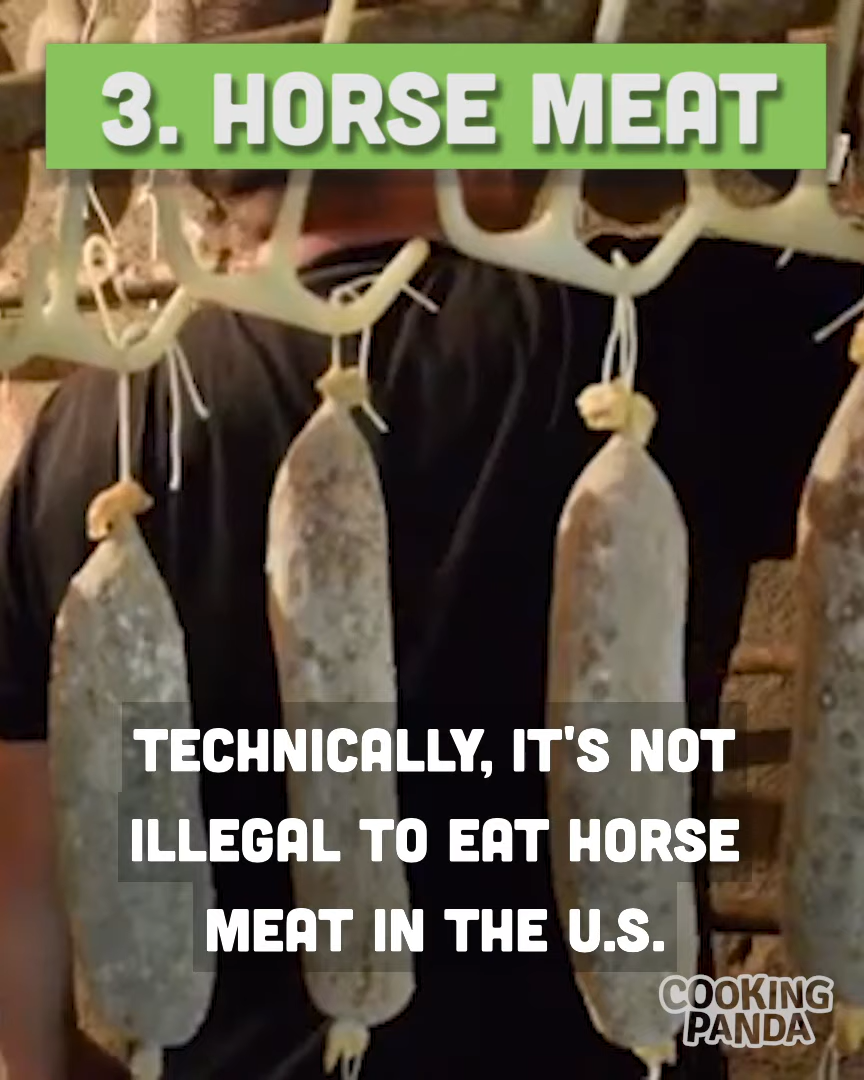 3. HORSE MEAT
TECHNICALLY, IT'S NOT
ILLEGAL TO EAT HORSE
MEAT IN THE U.S.
COOKING
PANDA